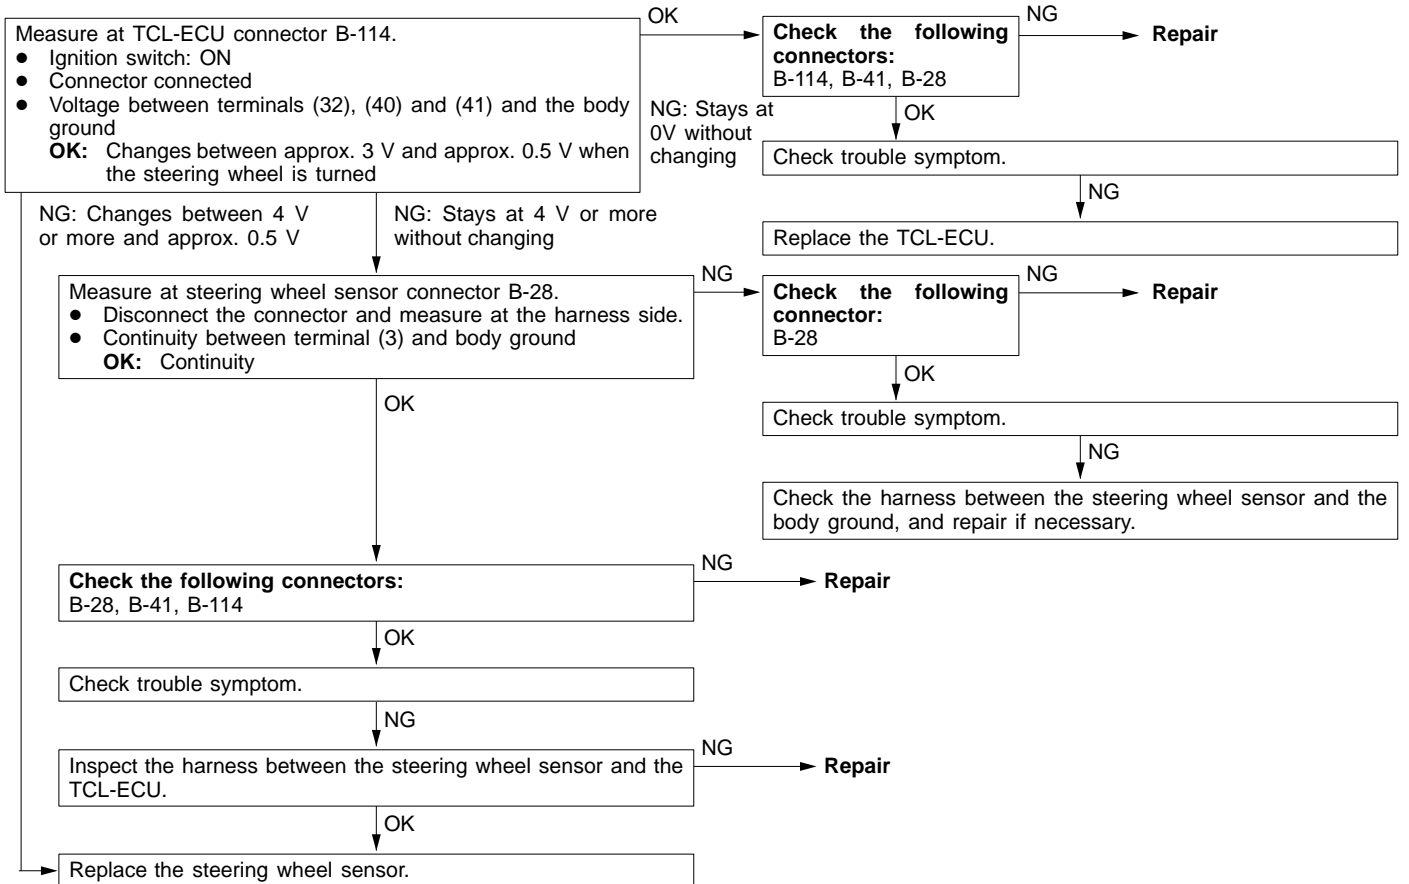 Measure at TCL-ECU connector B-114.
● Ignition switch: ON
● Connector connected
● Voltage between terminals (32), (40) and (41) and the body
ground
OK: Changes between approx. 3 V and approx. 0.5 V when
the steering wheel is turned
OK
Check the following
connectors:
B-114, B-41, B-28
NG
Repair
NG: Stays at
0V without
changing
OK
Check trouble symptom.
NG
Replace the TCL-ECU.
NG: Changes between 4 V
or more and approx. 0.5 V
NG: Stays at 4 V or more
without changing
Measure at steering wheel sensor connector B-28.
● Disconnect the connector and measure at the harness side.
● Continuity between terminal (3) and body ground
OK: Continuity
NG
Check the following
connector:
B-28
NG
Repair
OK
Check trouble symptom.
NG
Check the harness between the steering wheel sensor and the
body ground, and repair if necessary.
OK
Check the following connectors:
B-28, B-41, B-114
NG
Repair
OK
Check trouble symptom.
NG
Inspect the harness between the steering wheel sensor and the
TCL-ECU.
NG
Repair
OK
Replace the steering wheel sensor.